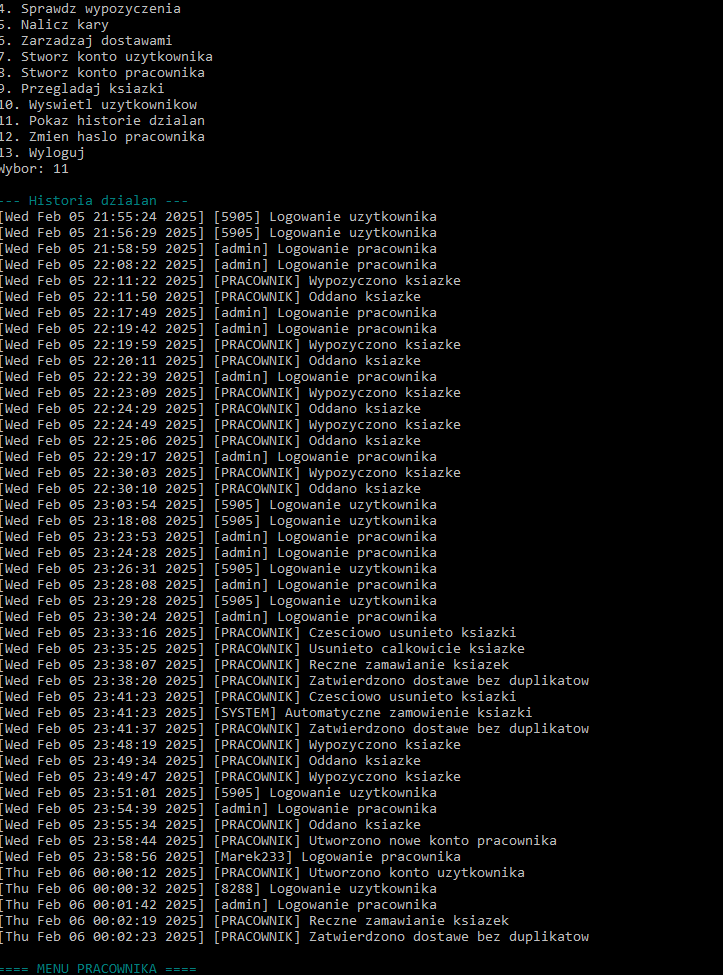 4. Sprawdz wypozyczenia
5. Nalicz kary
6. Zarzadzaj dostawami
7. Stworz konto uzytkownika
8. Stworz konto pracownika
9. Przegladaj ksiazki
10. Wyswietl uzytkownikow
11. Pokaz historie dzialan
12. Zmien haslo pracownika
13. Wyloguj
Wybor: 11
--- Historia dzialan ---
[Wed Feb 05 21:55:24 2025] [5905] Logowanie uzytkownika
[Wed Feb 05 21:56:29 2025] [5905] Logowanie uzytkownika
[Wed Feb 05 21:58:59 2025] [admin] Logowanie pracownika
[Wed Feb 05 22:08:22 2025] [admin] Logowanie pracownika
[Wed Feb 05 22:11:22 2025] [PRACOWNIK] Wypozyczono ksiazke
[Wed Feb 05 22:11:50 2025] [PRACOWNIK] Oddano ksiazke
[Wed Feb 05 22:17:49 2025] [admin] Logowanie pracownika
[Wed Feb 05 22:19:42 2025] [admin] Logowanie pracownika
[Wed Feb 05 22:19:59 2025] [PRACOWNIK] Wypozyczono ksiazke
[Wed Feb 05 22:20:11 2025] [PRACOWNIK] Oddano ksiazke
[Wed Feb 05 22:22:39 2025] [admin] Logowanie pracownika
[Wed Feb 05 22:23:09 2025] [PRACOWNIK] Wypozyczono ksiazke
[Wed Feb 05 22:24:29 2025] [PRACOWNIK] Oddano ksiazke
[Wed Feb 05 22:24:49 2025] [PRACOWNIK] Wypozyczono ksiazke
[Wed Feb 05 22:25:06 2025] [PRACOWNIK] Oddano ksiazke
[Wed Feb 05 22:29:17 2025] [admin] Logowanie pracownika
[Wed Feb 05 22:30:03 2025] [PRACOWNIK] Wypozyczono ksiazke
[Wed Feb 05 22:30:10 2025] [PRACOWNIK] Oddano ksiazke
[Wed Feb 05 23:03:54 2025] [5905] Logowanie uzytkownika
[Wed Feb 05 23:18:08 2025] [5905] Logowanie uzytkownika
[Wed Feb 05 23:23:53 2025] [admin] Logowanie pracownika
[Wed Feb 05 23:24:28 2025] [admin] Logowanie pracownika
[Wed Feb 05 23:26:31 2025] [5905] Logowanie uzytkownika
[Wed Feb 05 23:28:08 2025] [admin] Logowanie pracownika
[Wed Feb 05 23:29:28 2025] [5905] Logowanie uzytkownika
[Wed Feb 05 23:30:24 2025] [admin] Logowanie pracownika
[Wed Feb 05 23:33:16 2025] [PRACOWNIK] Czesciowo usunieto ksiazki
[Wed Feb 05 23:35:25 2025] [PRACOWNIK] Usunieto calkowicie ksiazke
[Wed Feb 05 23:38:07 2025] [PRACOWNIK] Reczne zamawianie ksiazek
[Wed Feb 05 23:38:20 2025] [PRACOWNIK] Zatwierdzono dostawe bez duplikatow
[Wed Feb 05 23:41:23 2025] [PRACOWNIK] Czesciowo usunieto ksiazki
[Wed Feb 05 23:41:23 2025] [SYSTEM] Automatyczne zamowienie ksiazki
[Wed Feb 05 23:41:37 2025] [PRACOWNIK] Zatwierdzono dostawe bez duplikatow
[Wed Feb 05 23:48:19 2025] [PRACOWNIK] Wypozyczono ksiazke
[Wed Feb 05 23:49:34 2025] [PRACOWNIK] Oddano ksiazke
[Wed Feb 05 23:49:47 2025] [PRACOWNIK] Wypozyczono ksiazke
[Wed Feb 05 23:51:01 2025] [5905] Logowanie uzytkownika
[Wed Feb 05 23:54:39 2025] [admin] Logowanie pracownika
[Wed Feb 05 23:55:34 2025] [PRACOWNIK] Oddano ksiazke
[Wed Feb 05 23:58:44 2025] [PRACOWNIK] Utworzono nowe konto pracownika
[Wed Feb 05 23:58:56 2025] [Marek233] Logowanie pracownika
[Thu Feb 06 00:00:12 2025] [PRACOWNIK] Utworzono konto uzytkownika
[Thu Feb 06 00:00:32 2025] [8288] Logowanie uzytkownika
[Thu Feb 06 00:01:42 2025] [admin] Logowanie pracownika
[Thu Feb 06 00:02:19 2025] [PRACOWNIK] Reczne zamawianie ksiazek
[Thu Feb 06 00:02:23 2025] [PRACOWNIK] Zatwierdzono dostawe bez duplikatow
==== MENU PRACOWNIKA ====